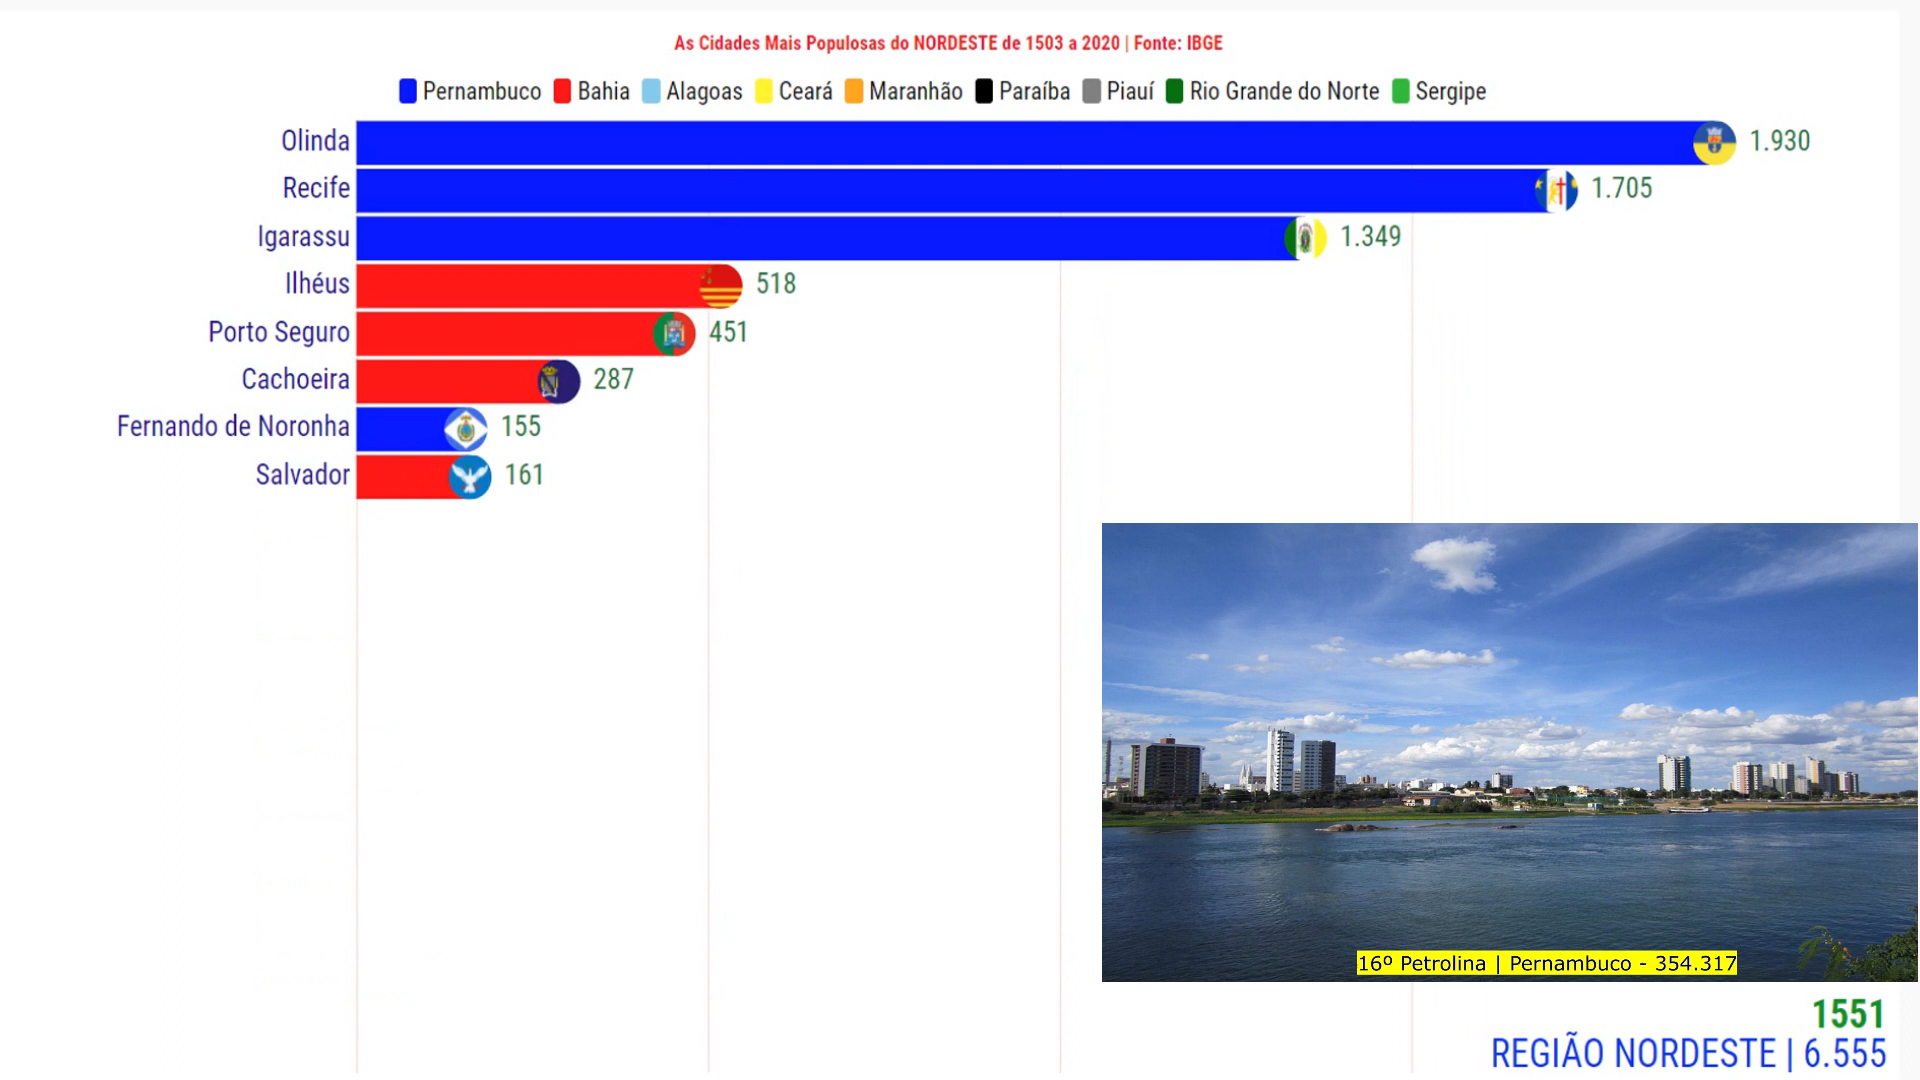 As Cidades Mais Populosas do NORDESTE de 1503 a 2020 | Fonte: IBGE
Pernambuco Bahia Alagoas Ceará Maranhão Paraíba Piauí Rio Grande do Norte Sergipe
Olinda 1.930
Recife 1.705
Igarassu 1.349
Ilhéus 518
Porto Seguro 451
Cachoeira 287
Fernando de Noronha 155
Salvador 161
16º Petrolina | Pernambuco - 354.317
1551
REGIÃO NORDESTE | 6.555